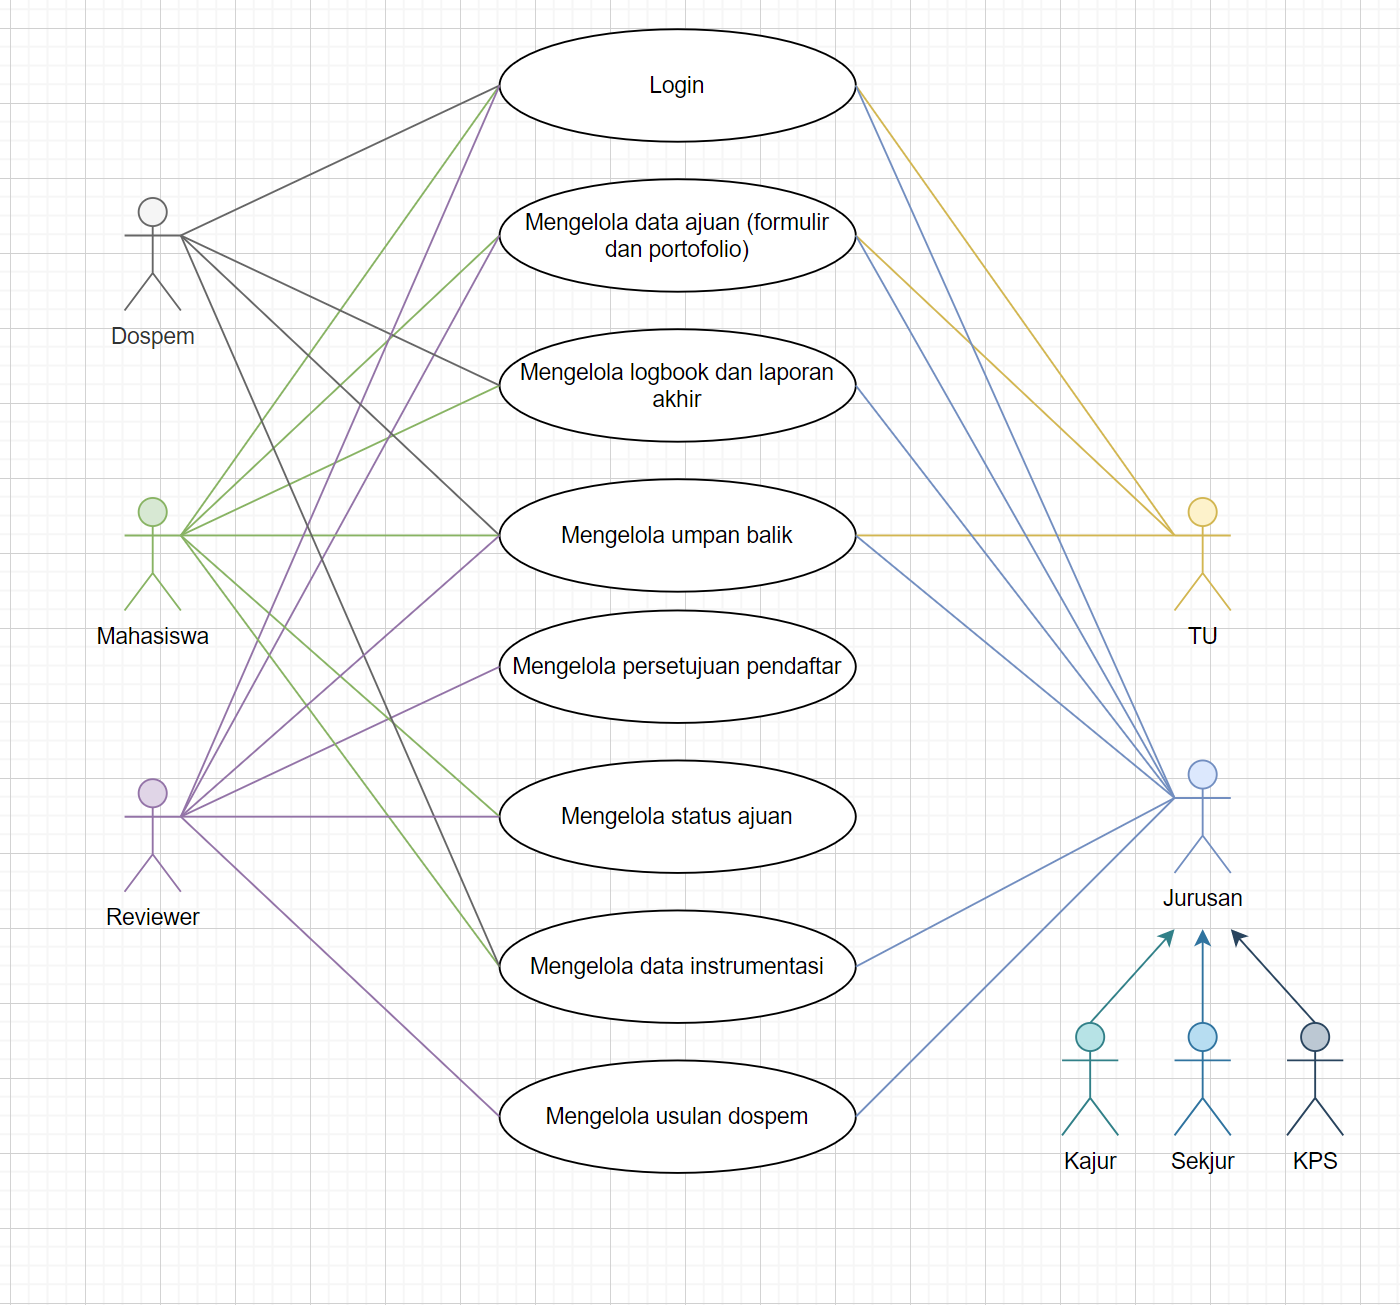 Login
Mengelola data ajuan (formulir
dan portofolio)
Dospem
Mengelola logbook dan laporan
akhir
Mengelola umpan balik
Mahasiswa
TU
Mengelola persetujuan pendaftar
Mengelola status ajuan
Reviewer
Jurusan
Mengelola data instrumentasi
Mengelola usulan dospem
Kajur
Sekjur
KPS